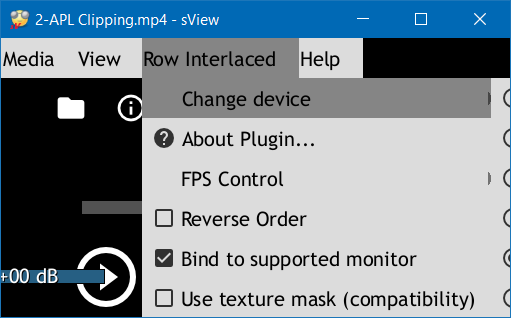 2-APL Clipping.mp4 - sView
Media View Row Interlaced Help
Change device
About Plugin...
FPS Control
Reverse Order
Bind to supported monitor
+00 dB
Use texture mask (compatibility)